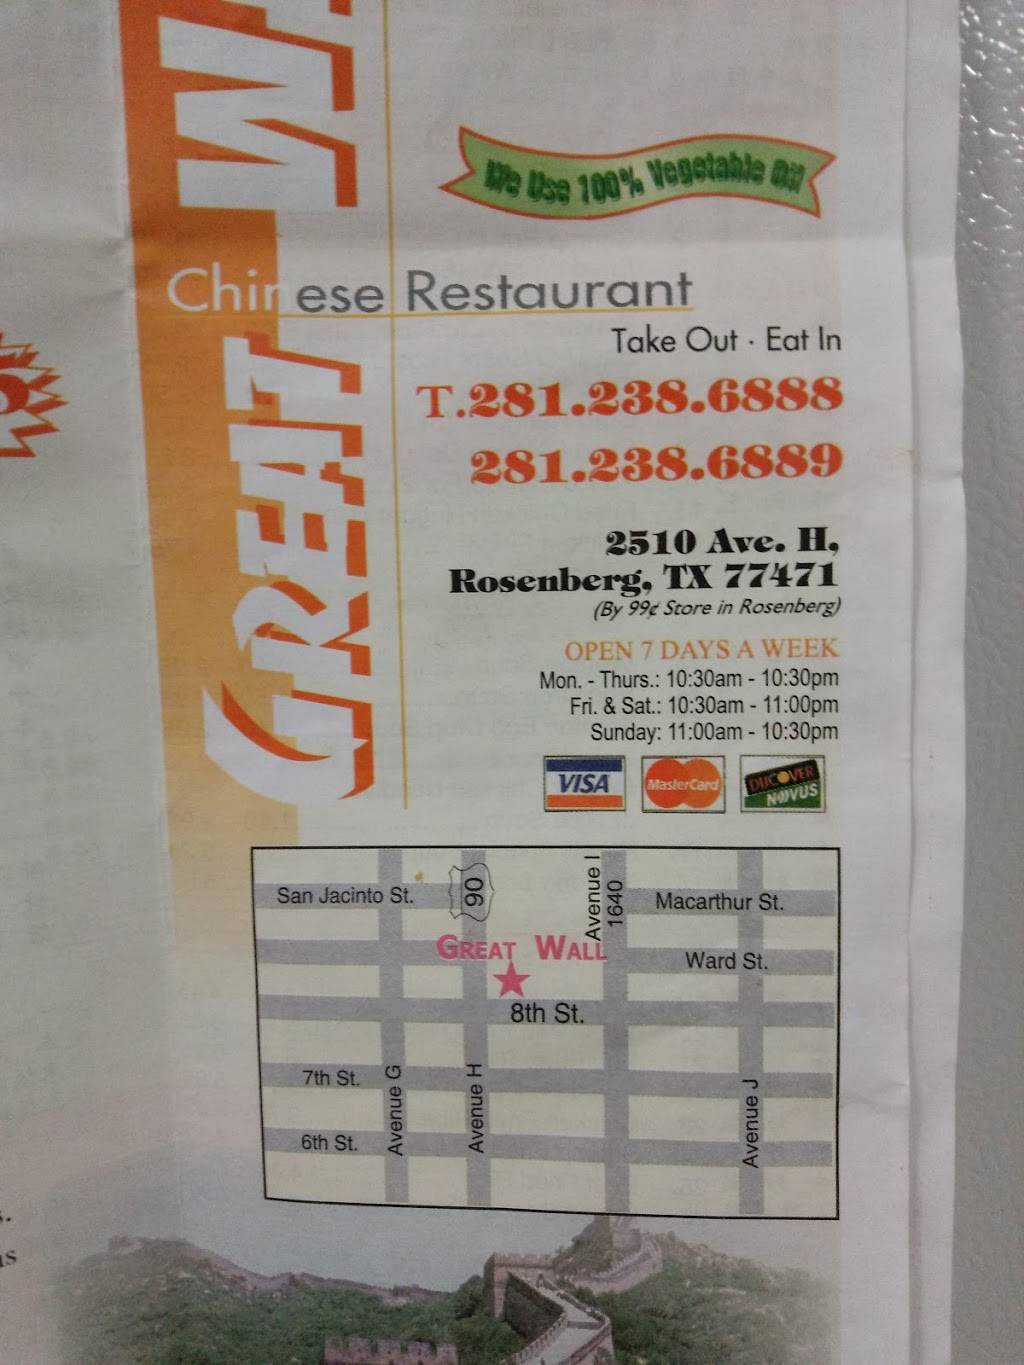 GREAT W
We Use 100% Vegetable Oil
Chinese Restaurant
Take Out · Eat In
T.281.238.6888
281.238.6889
2510 Ave. H,
Rosenberg, TX 77471
(By 99¢ Store in Rosenberg)
OPEN 7 DAYS A WEEK
Mon. - Thurs.: 10:30am - 10:30pm
Fri. & Sat.: 10:30am - 11:00pm
Sunday: 11:00am - 10:30pm
VISA
MasterCard
DISCOVER
NOVUS
San Jacinto St.
90
Avenue I
1640
Macarthur St.
GREAT WALL
Ward St.
8th St.
7th St.
Avenue G
Avenue H
Avenue J
6th St.